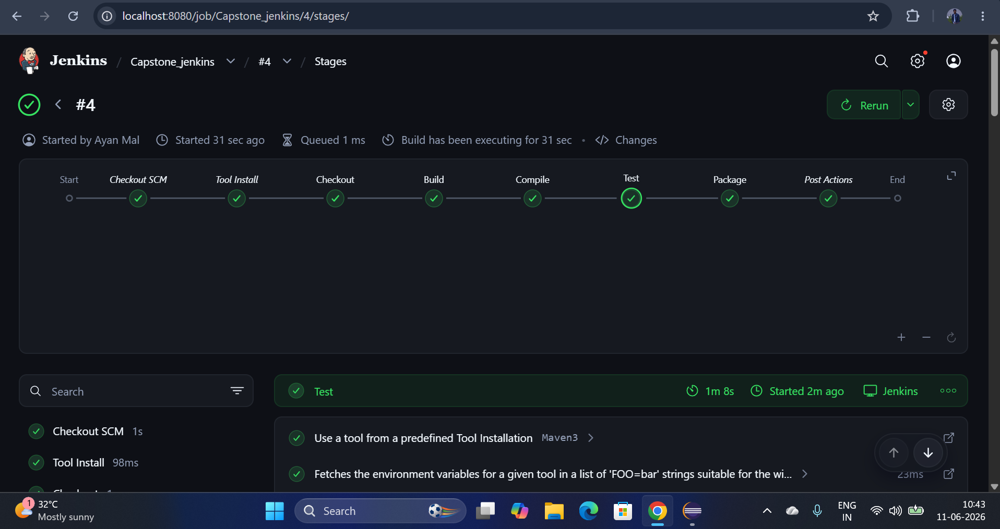 localhost:8080/job/Capstone_jenkins/4/stages/
Jenkins / Capstone_jenkins / #4 / Stages
#4
Rerun
Started by Ayan Mal Started 31 sec ago Queued 1 ms Build has been executing for 31 sec • Changes
Start Checkout SCM Tool Install Checkout Build Compile Test Package Post Actions End
Search
Test 1m 8s Started 2m ago Jenkins
Checkout SCM 1s
Use a tool from a predefined Tool Installation Maven3
Tool Install 98ms
Fetches the environment variables for a given tool in a list of 'FOO=bar' strings suitable for the wi... 23ms
1
32°C
Mostly sunny
Search
ENG
IN
10:43
11-06-2026